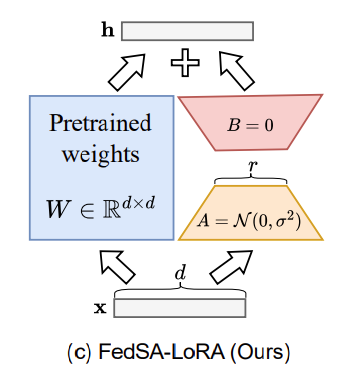 h
Pretrained
weights
W ∈ ℝ^{d×d}
B = 0
r
A = 𝒩(0, σ²)
d
x
(c) FedSA-LoRA (Ours)